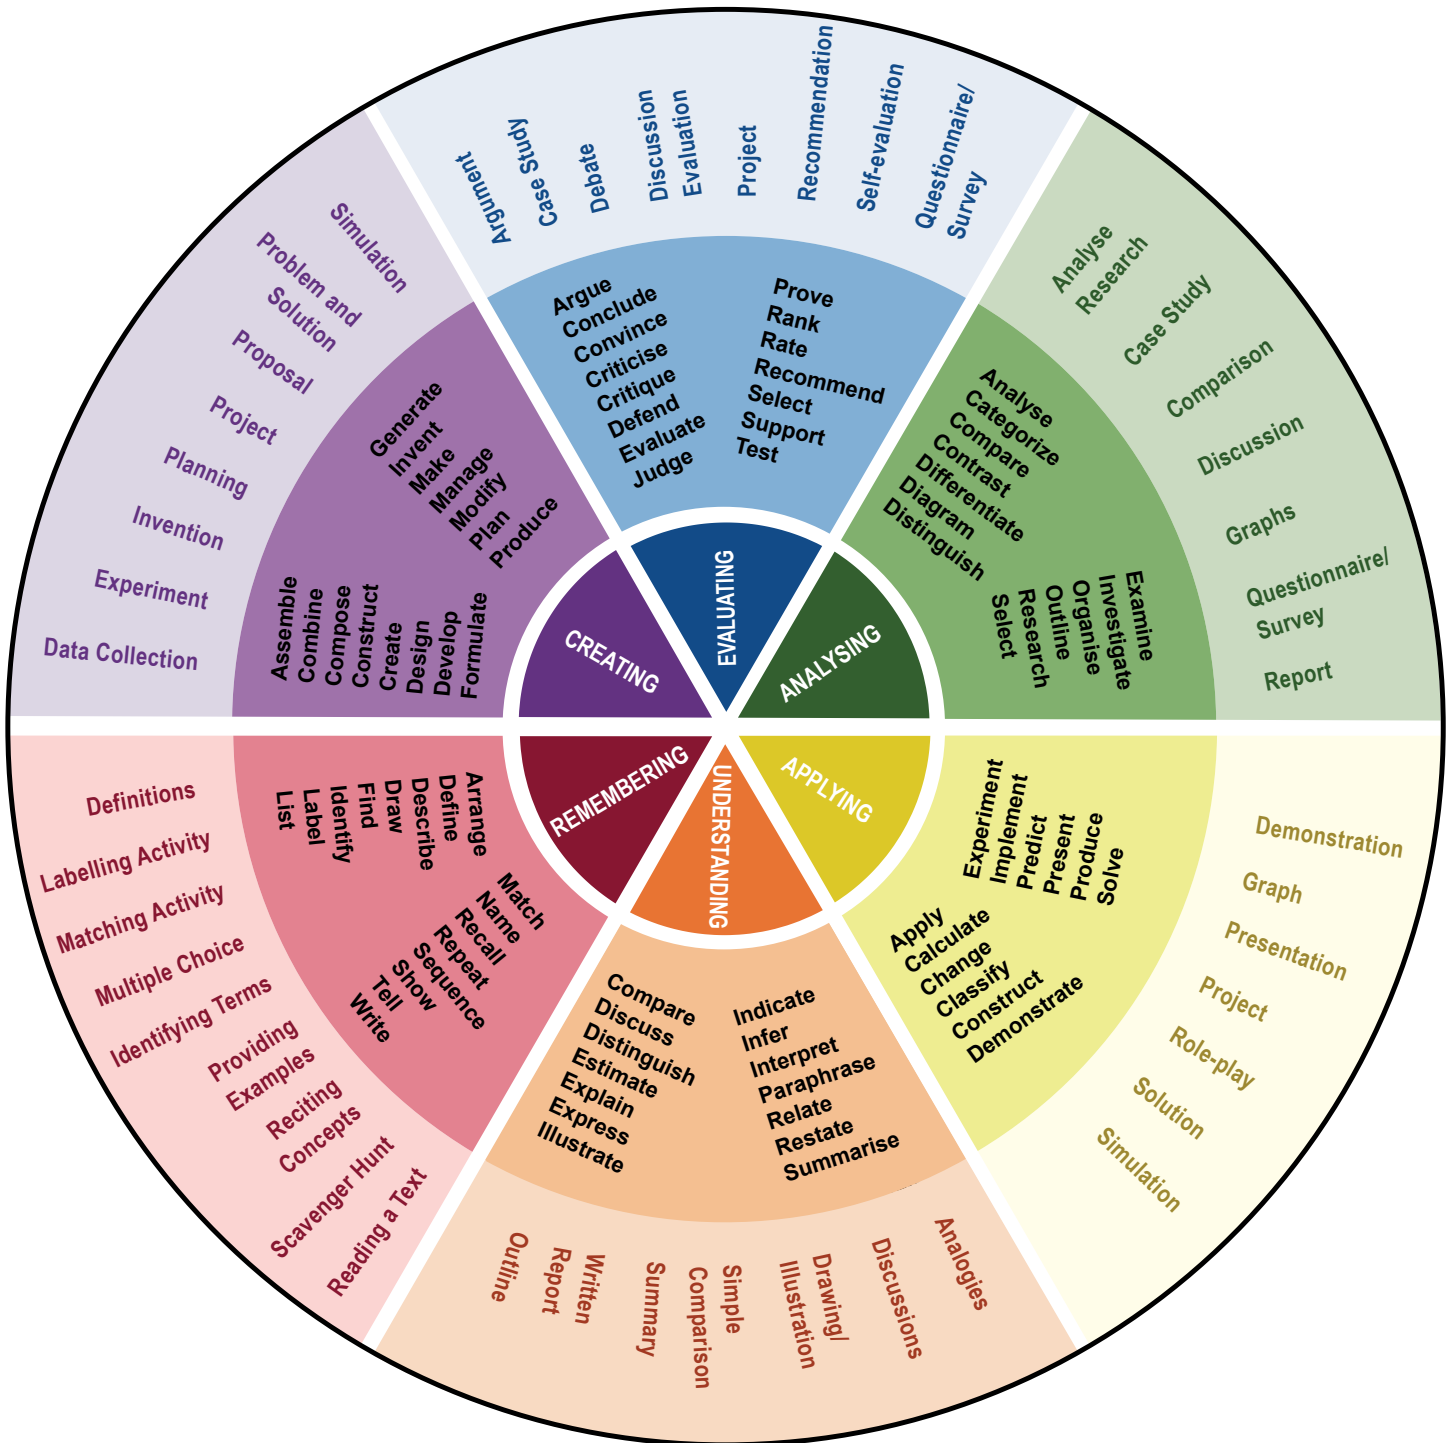 EVALUATING
Argue
Conclude
Convince
Criticise
Critique
Defend
Evaluate
Judge
Prove
Rank
Rate
Recommend
Select
Support
Test
Argument
Case Study
Debate
Discussion
Evaluation
Project
Recommendation
Self-evaluation
Questionnaire/
Survey
ANALYSING
Analyse
Categorize
Compare
Contrast
Differentiate
Diagram
Distinguish
Examine
Investigate
Organise
Outline
Research
Select
Analyse
Research
Case Study
Comparison
Discussion
Graphs
Questionnaire/
Survey
Report
APPLYING
Experiment
Implement
Predict
Present
Produce
Solve
Apply
Calculate
Change
Classify
Construct
Demonstrate
Demonstration
Graph
Presentation
Project
Role-play
Solution
Simulation
UNDERSTANDING
Compare
Discuss
Distinguish
Estimate
Explain
Express
Illustrate
Indicate
Infer
Interpret
Paraphrase
Relate
Restate
Summarise
Analogies
Discussions
Drawing/
Illustration
Simple
Comparison
Summary
Written
Report
Outline
REMEMBERING
Arrange
Define
Describe
Draw
Find
Identify
Label
List
Match
Name
Recall
Repeat
Sequence
Show
Tell
Write
Definitions
Labelling Activity
Matching Activity
Multiple Choice
Identifying Terms
Providing
Examples
Reciting
Concepts
Scavenger Hunt
Reading a Text
CREATING
Assemble
Combine
Compose
Construct
Create
Design
Develop
Formulate
Generate
Invent
Make
Manage
Modify
Plan
Produce
Simulation
Problem and
Solution
Proposal
Project
Planning
Invention
Experiment
Data Collection